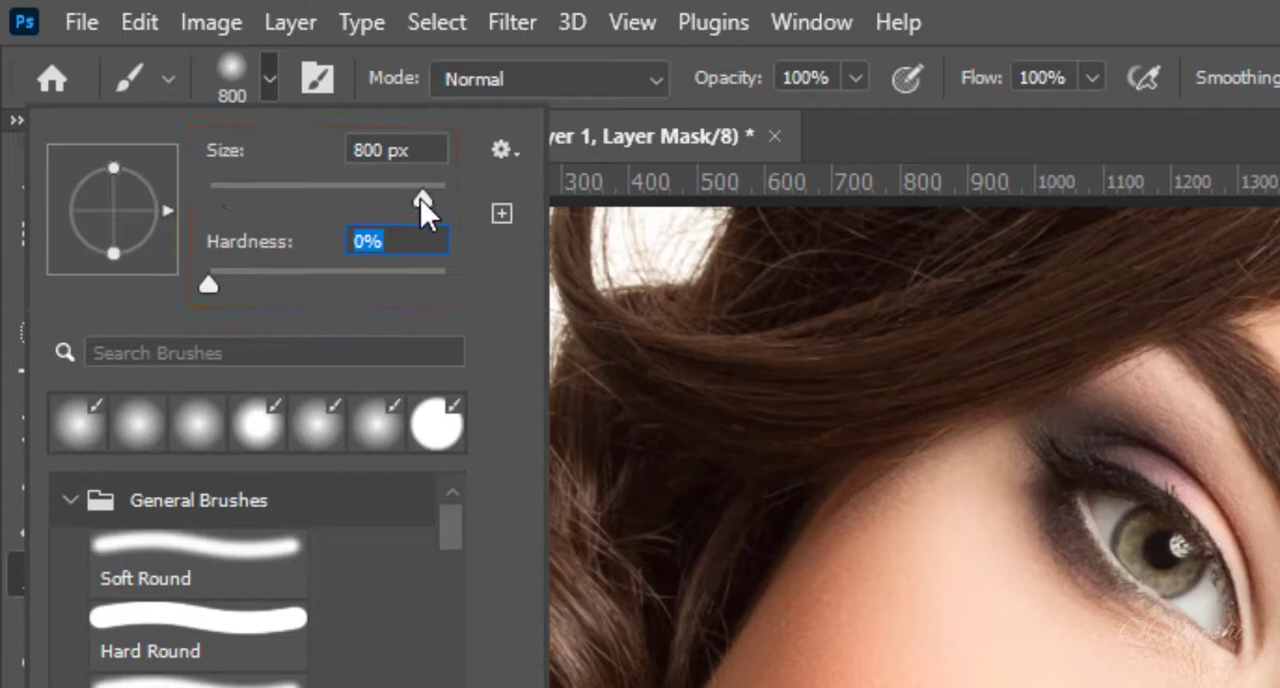 Ps File Edit Image Layer Type Select Filter 3D View Plugins Window Help
800 Mode: Normal Opacity: 100% Flow: 100% Smoothing
yer 1, Layer Mask/8) * ×
Size: 800 px
300 400 500 600 700 800 900 1000 1100 1200 1300
Hardness: 0%
Search Brushes
General Brushes
Soft Round
Hard Round